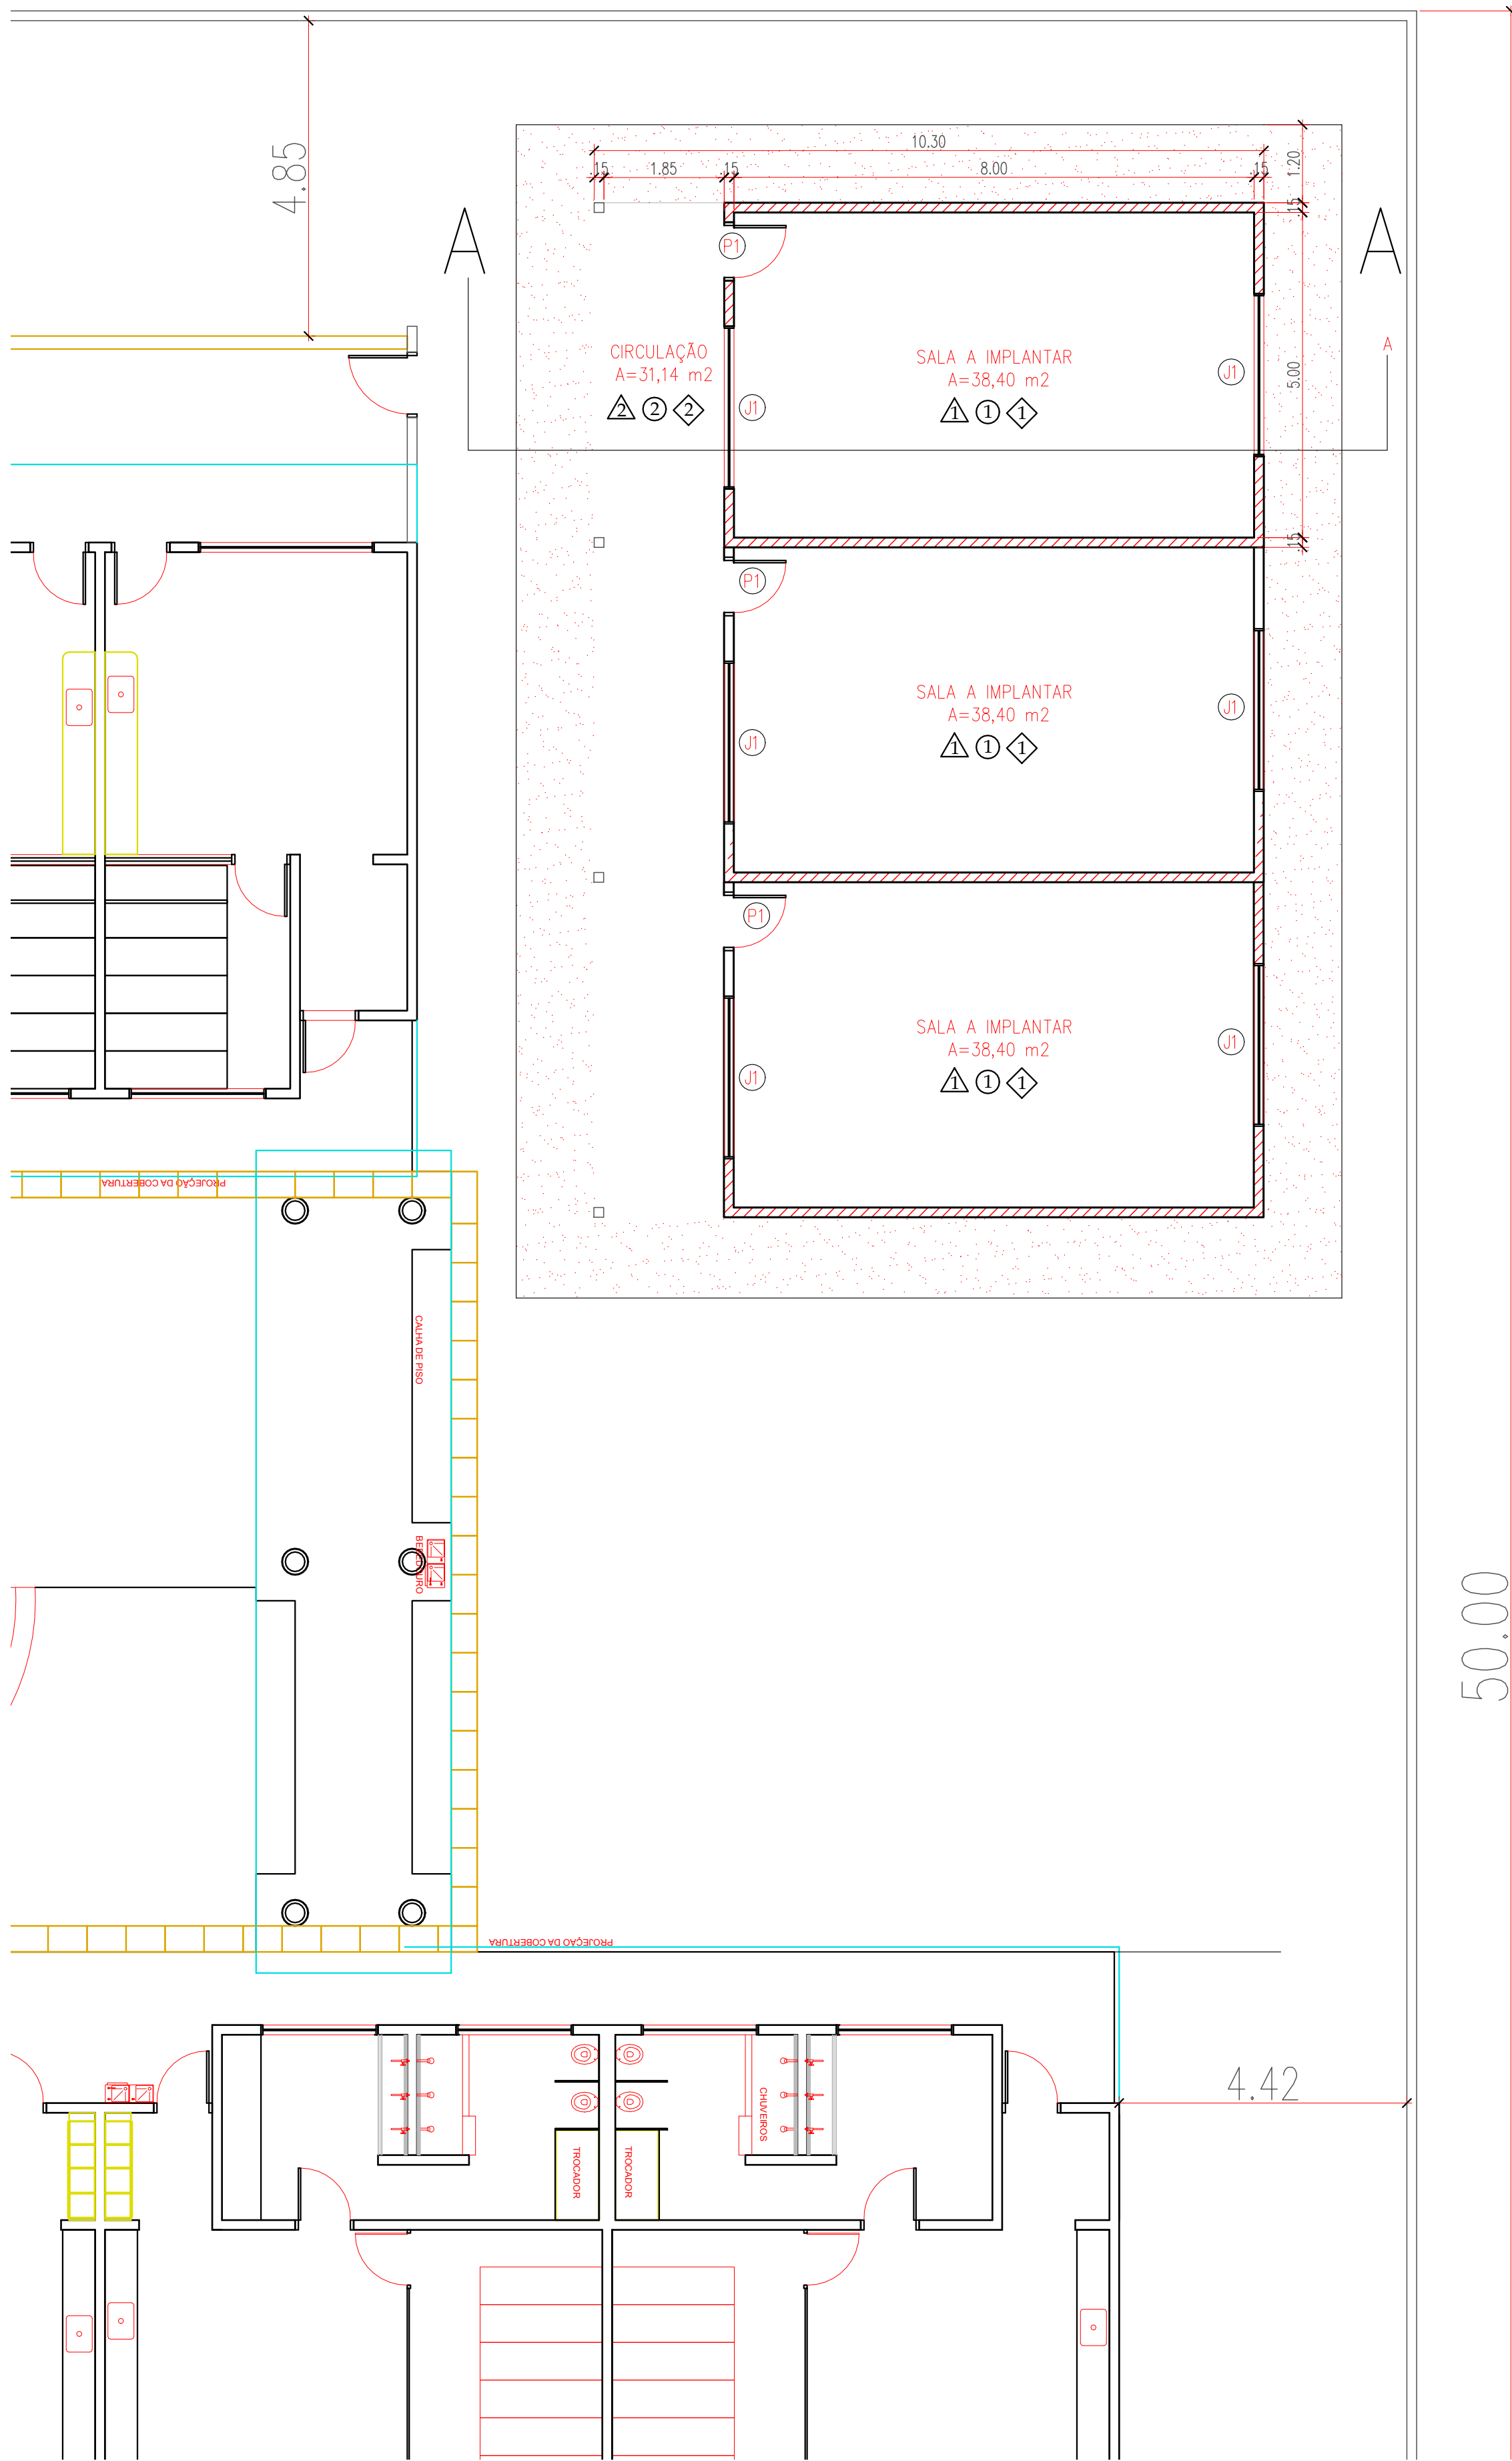 4.85
10.30
.15
1.85
.15
8.00
.15
1.20
.15
A
A
P1
CIRCULAÇÃO
A=31,14 m2
2 2 2
J1
SALA A IMPLANTAR
A=38,40 m2
1 1 1
J1
5.00
A
.15
P1
SALA A IMPLANTAR
A=38,40 m2
1 1 1
J1
J1
P1
SALA A IMPLANTAR
A=38,40 m2
1 1 1
J1
J1
PROJEÇÃO DA COBERTURA
CALHA DE PISO
BEBEDOURO
50.00
PROJEÇÃO DA COBERTURA
4.42
CHUVEIROS
TROCADOR
TROCADOR